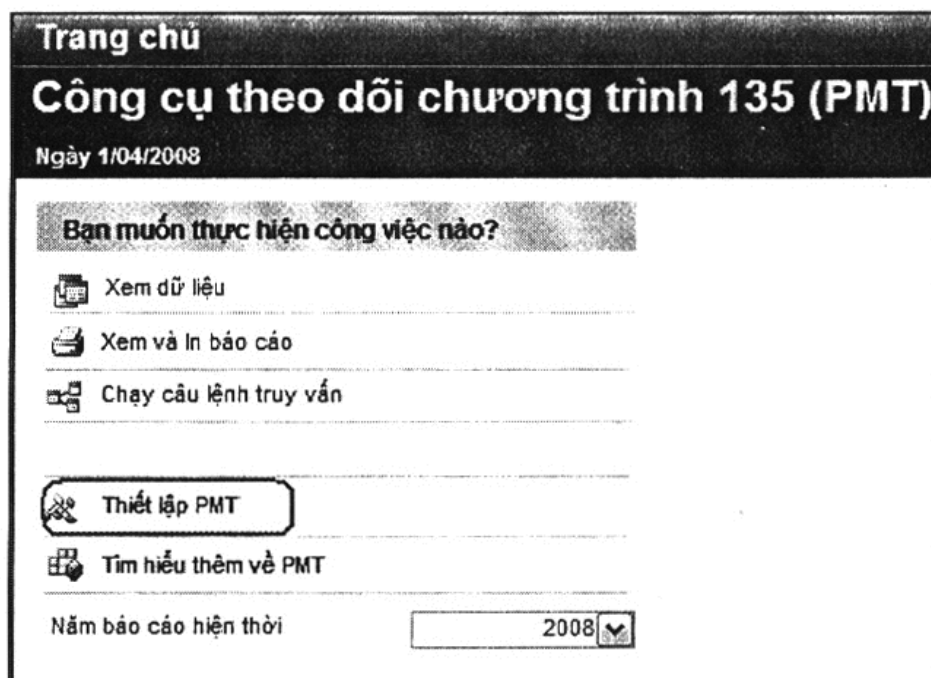 Trang chủ
Công cụ theo dõi chương trình 135 (PMT)
Ngày 1/04/2008
Bạn muốn thực hiện công việc nào?
Xem dữ liệu
Xem và In báo cáo
Chạy câu lệnh truy vấn
Thiết lập PMT
Tìm hiểu thêm về PMT
Năm báo cáo hiện thời 2008